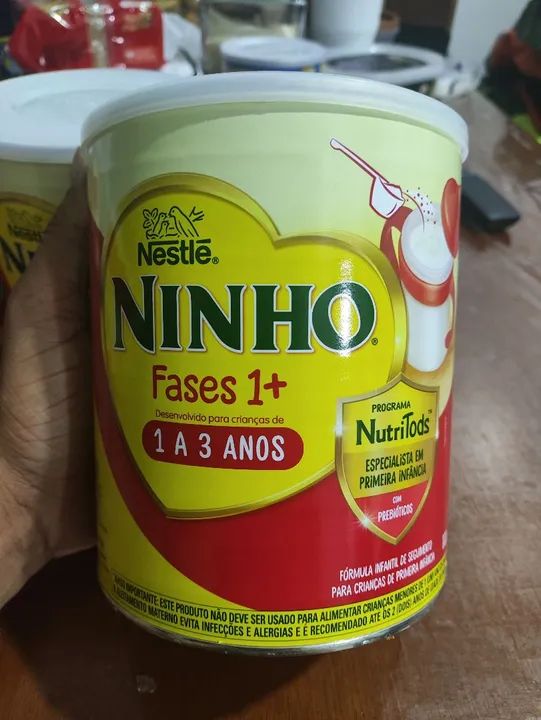 Nestlé®
NINHO®
Fases 1+
Desenvolvido para crianças de
1 A 3 ANOS
PROGRAMA
NutriTods™
ESPECIALISTA EM
PRIMEIRA INFÂNCIA
COM
PREBIÓTICOS
FÓRMULA INFANTIL DE SEGUIMENTO
PARA CRIANÇAS DE PRIMEIRA INFÂNCIA
IMPORTANTE: ESTE PRODUTO NÃO DEVE SER USADO PARA ALIMENTAR CRIANÇAS MENORES DE 1 (UM)
ALEITAMENTO MATERNO EVITA INFECÇÕES E ALERGIAS E É RECOMENDADO ATÉ OS 2 (DOIS) ANOS DE